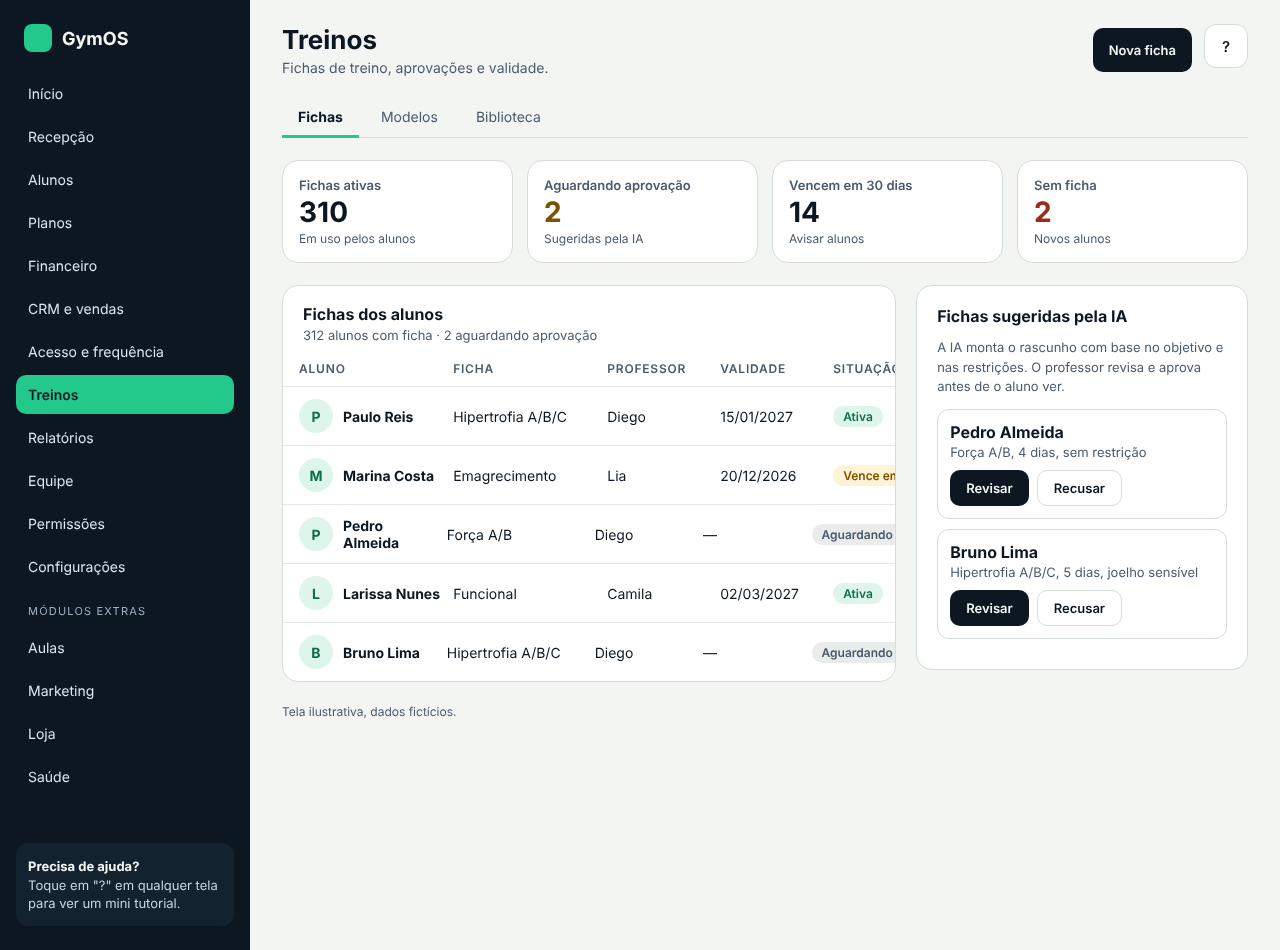 GymOS
Início
Recepção
Alunos
Planos
Financeiro
CRM e vendas
Acesso e frequência
Treinos
Relatórios
Equipe
Permissões
Configurações
MÓDULOS EXTRAS
Aulas
Marketing
Loja
Saúde
Precisa de ajuda?
Toque em "?" em qualquer tela
para ver um mini tutorial.
Treinos
Fichas de treino, aprovações e validade.
Nova ficha
?
Fichas Modelos Biblioteca
Fichas ativas
310
Em uso pelos alunos
Aguardando aprovação
2
Sugeridas pela IA
Vencem em 30 dias
14
Avisar alunos
Sem ficha
2
Novos alunos
Fichas dos alunos
312 alunos com ficha · 2 aguardando aprovação
ALUNO FICHA PROFESSOR VALIDADE SITUAÇÃ
P Paulo Reis Hipertrofia A/B/C Diego 15/01/2027 Ativa
M Marina Costa Emagrecimento Lia 20/12/2026 Vence em
P Pedro Almeida Força A/B Diego — Aguardando
L Larissa Nunes Funcional Camila 02/03/2027 Ativa
B Bruno Lima Hipertrofia A/B/C Diego — Aguardando
Fichas sugeridas pela IA
A IA monta o rascunho com base no objetivo e
nas restrições. O professor revisa e aprova
antes de o aluno ver.
Pedro Almeida
Força A/B, 4 dias, sem restrição
Revisar Recusar
Bruno Lima
Hipertrofia A/B/C, 5 dias, joelho sensível
Revisar Recusar
Tela ilustrativa, dados fictícios.